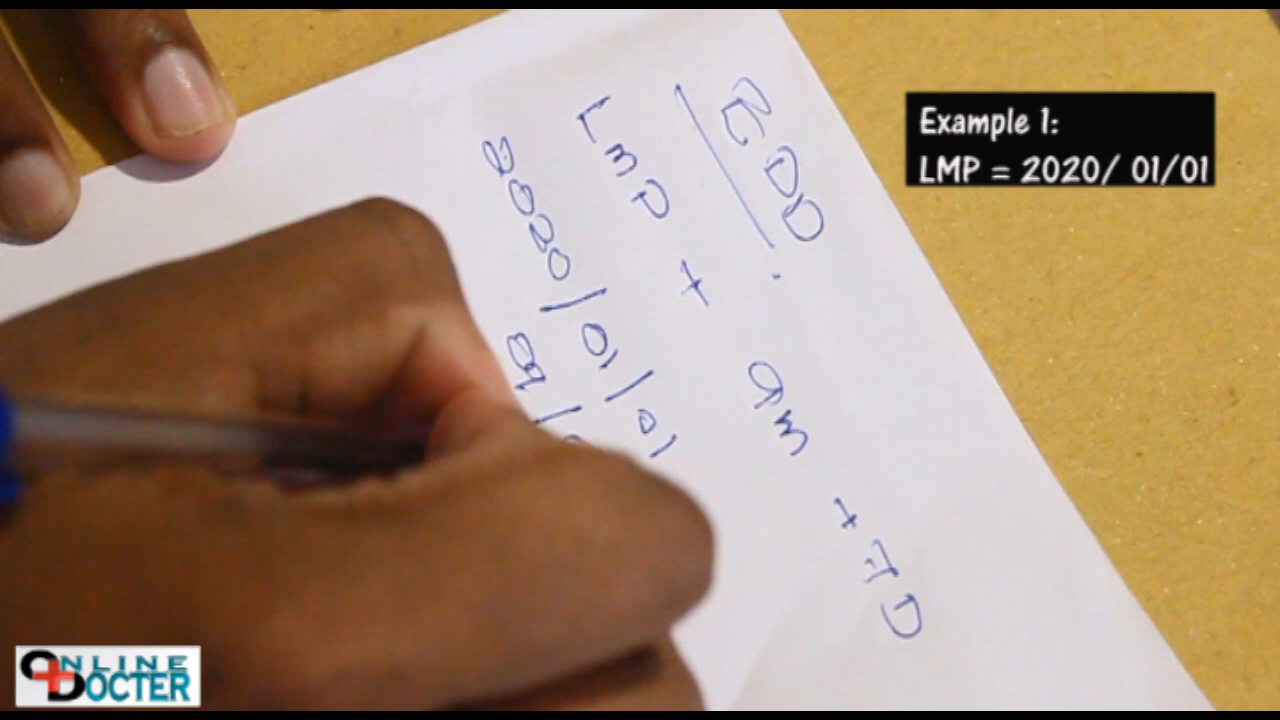 EDD
LMP + 9M + 7D
2020/01/01
Example 1:
LMP = 2020/ 01/01
ONLINE
DOCTER